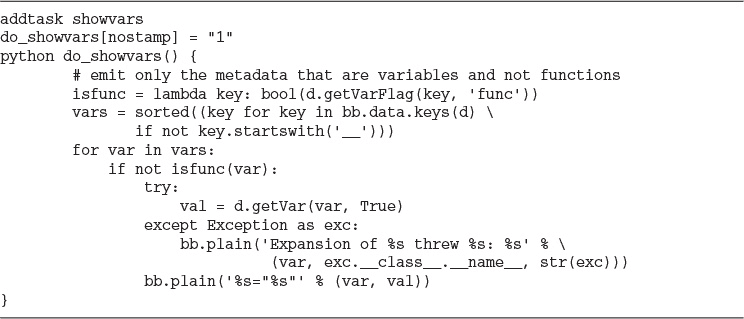 addtask showvars
do_showvars[nostamp] = "1"
python do_showvars() {
# emit only the metadata that are variables and not functions
isfunc = lambda key: bool(d.getVarFlag(key, 'func'))
vars = sorted((key for key in bb.data.keys(d) \
if not key.startswith('__')))
for var in vars:
if not isfunc(var):
try:
val = d.getVar(var, True)
except Exception as exc:
bb.plain('Expansion of %s threw %s: %s' % \
(var, exc.__class__.__name__, str(exc)))
bb.plain('%s="%s"' % (var, val))
}